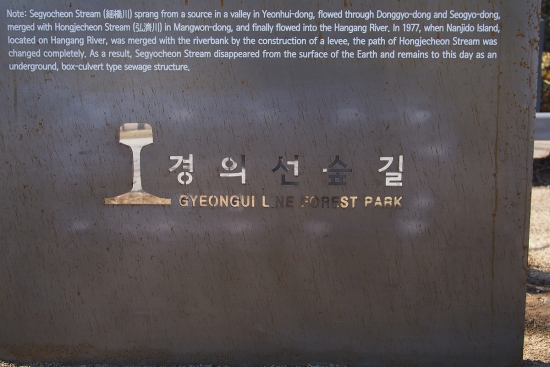 Note: Segyocheon Stream (細橋川) sprang from a source in a valley in Yeonhui-dong, flowed through Donggyo-dong and Seogyo-dong,
merged with Hongjecheon Stream (弘濟川) in Mangwon-dong, and finally flowed into the Hangang River. In 1977, when Nanjido Island,
located on Hangang River, was merged with the riverbank by the construction of a levee, the path of Hongjecheon Stream was
changed completely. As a result, Segyocheon Stream disappeared from the surface of the Earth and remains to this day as an
underground, box-culvert type sewage structure.
경의선숲길
GYEONGUI LINE FOREST PARK